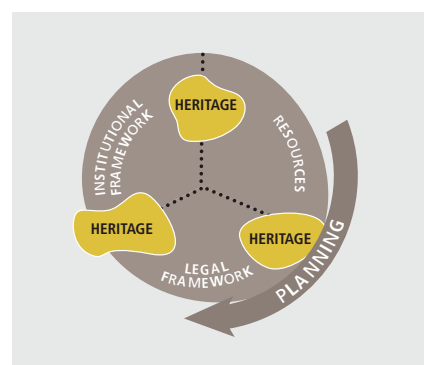 HERITAGE
INSTITUTIONAL
FRAMEWORK
RESOURCES
HERITAGE
HERITAGE
LEGAL
FRAMEWORK
PLANNING